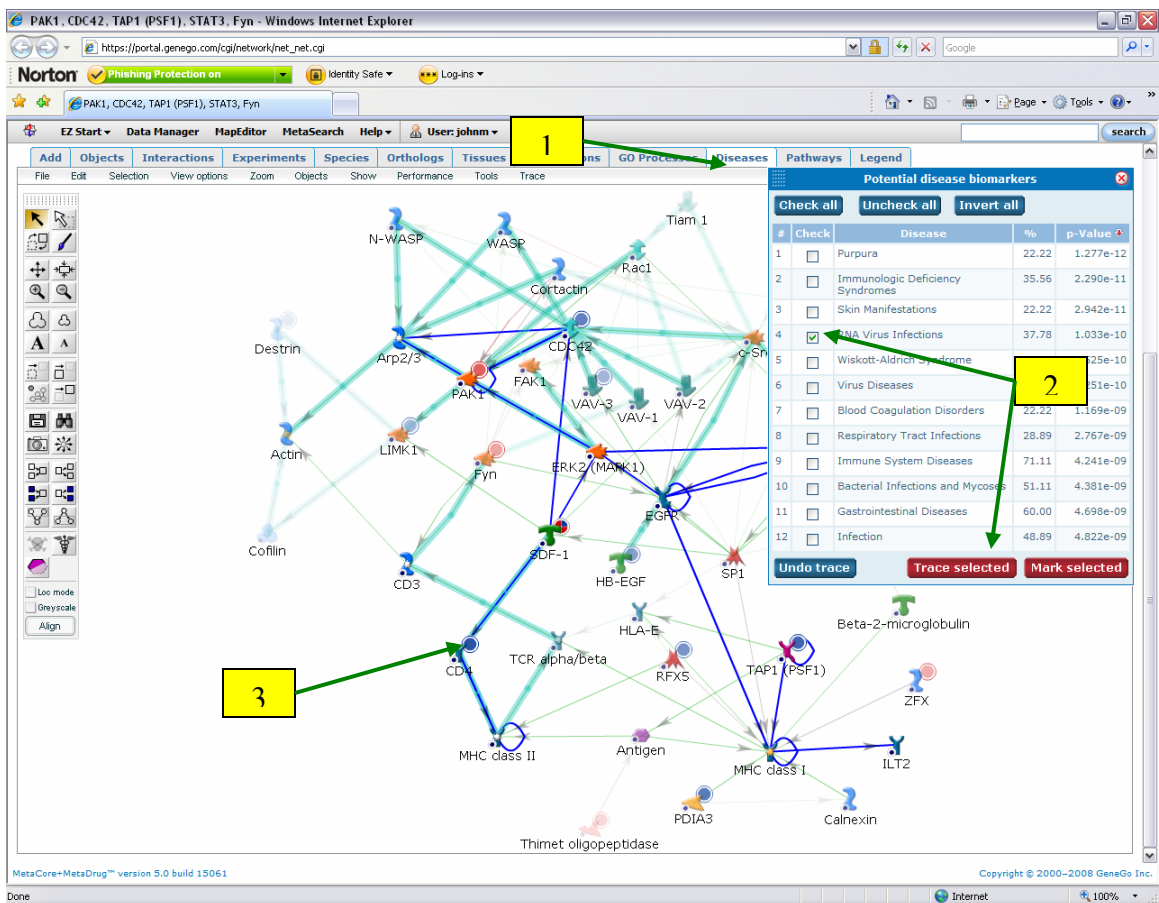 PAK1, CDC42, TAP1 (PSF1), STAT3, Fyn - Windows Internet Explorer
https://portal.genego.com/cgi/network/net_net.cgi
Google
Norton Phishing Protection on Identity Safe Log-ins
PAK1, CDC42, TAP1 (PSF1), STAT3, Fyn
Page Tools
EZ Start Data Manager MapEditor MetaSearch Help User: johnm search
1
Add Objects Interactions Experiments Species Orthologs Tissues GO Processes Diseases Pathways Legend
File Edit Selection View options Zoom Objects Show Performance Tools Trace
Potential disease biomarkers
Check all Uncheck all Invert all
# Check Disease % p-Value
1 Purpura 22.22 1.277e-12
2 Immunologic Deficiency Syndromes 35.56 2.290e-11
3 Skin Manifestations 22.22 2.942e-11
4 RNA Virus Infections 37.78 1.033e-10
5 Wiskott-Aldrich Syndrome
6 Virus Diseases
7 Blood Coagulation Disorders 22.22 1.169e-09
8 Respiratory Tract Infections 28.89 2.767e-09
9 Immune System Diseases 71.11 4.241e-09
10 Bacterial Infections and Mycoses 51.11 4.381e-09
11 Gastrointestinal Diseases 60.00 4.698e-09
12 Infection 48.89 4.822e-09
Undo trace Trace selected Mark selected
2
Tiam 1
N-WASP
WASP
Rac1
Cortactin
Destrin
Arp2/3
CDC42
c-Src
PAK1
FAK1
VAV-3
VAV-1
VAV-2
Actin
LIMK1
Fyn
ERK2 (MAPK1)
EGFR
Cofilin
SDF-1
CD3
HB-EGF
SP1
HLA-E
Beta-2-microglobulin
CD4
TCR alpha/beta
RFX5
TAP1 (PSF1)
3
ZFX
MHC class II
Antigen
MHC class I
ILT2
PDIA3
Calnexin
Thimet oligopeptidase
A A
Loc mode
Greyscale
Align
MetaCore+MetaDrug™ version 5.0 build 15061
Copyright © 2000-2008 GeneGo Inc.
Done Internet 100%